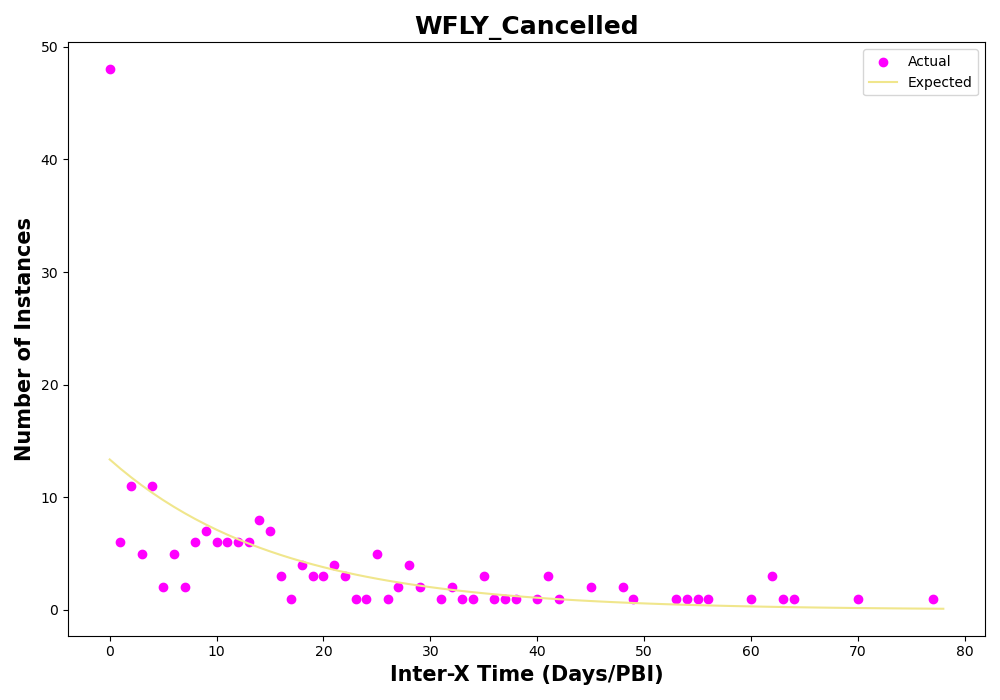 WFLY_Cancelled
Actual
Expected
50
40
30
20
10
0
Number of Instances
0 10 20 30 40 50 60 70 80
Inter-X Time (Days/PBI)